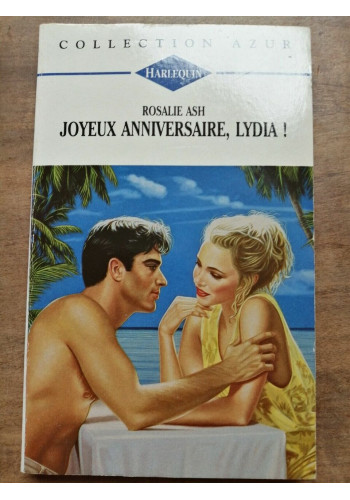 COLLECTION AZUR
HARLEQUIN
ROSALIE ASH
JOYEUX ANNIVERSAIRE, LYDIA !